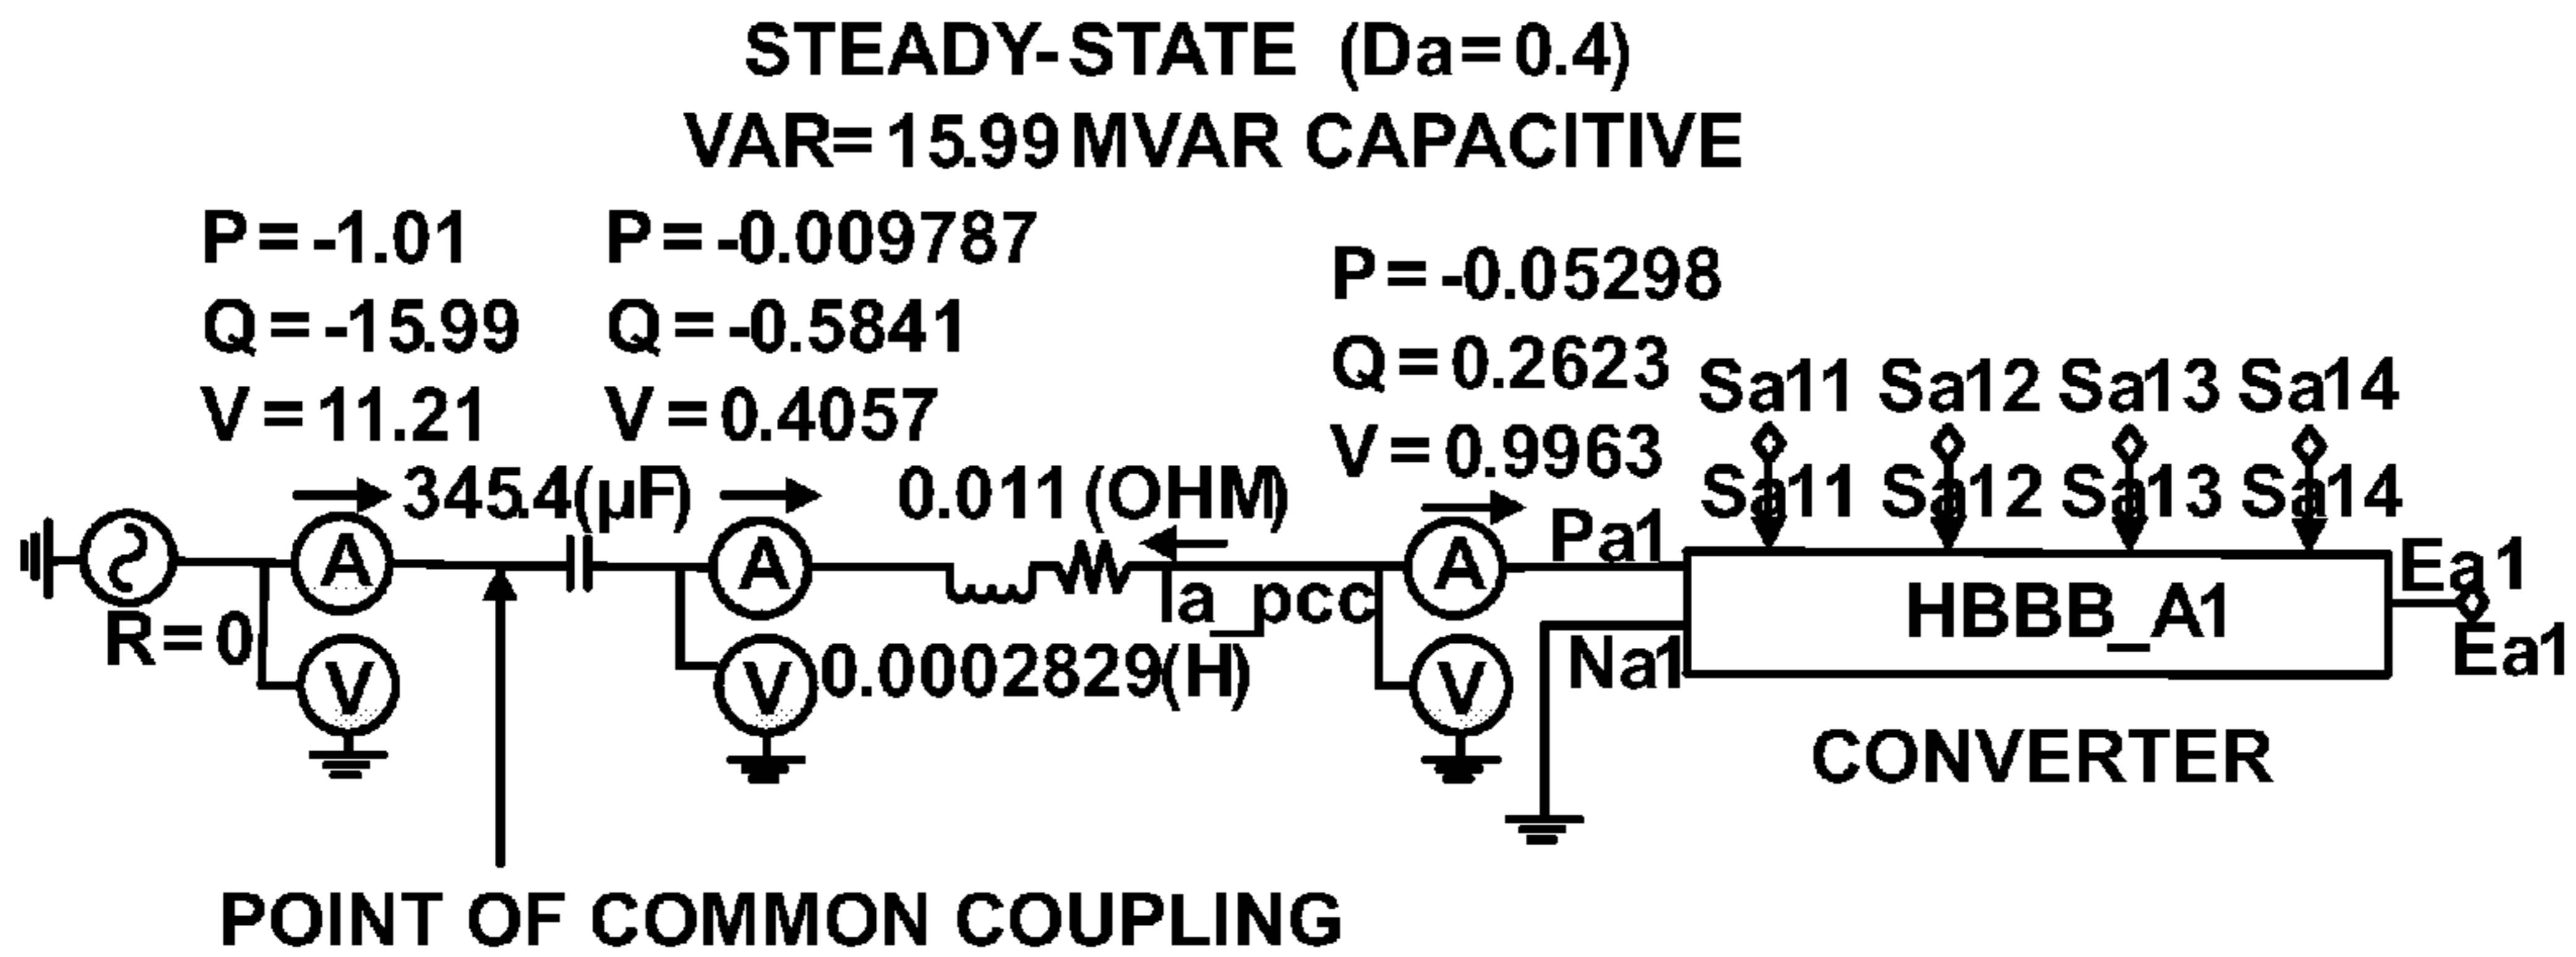 STEADY-STATE (Da=0.4)
VAR=15.99 MVAR CAPACITIVE
P=-1.01
Q=-15.99
V=11.21
P=-0.009787
Q=-0.5841
V=0.4057
P=-0.05298
Q=0.2623
V=0.9963
Sa11 Sa12 Sa13 Sa14
Sa11 Sa12 Sa13 Sa14
345.4(µF)
0.011(OHM)
Pa1
A
A
A
Ia_pcc
HBBB_A1
Ea1
Ea1
R=0
V
V
0.0002829(H)
V
Na1
CONVERTER
POINT OF COMMON COUPLING